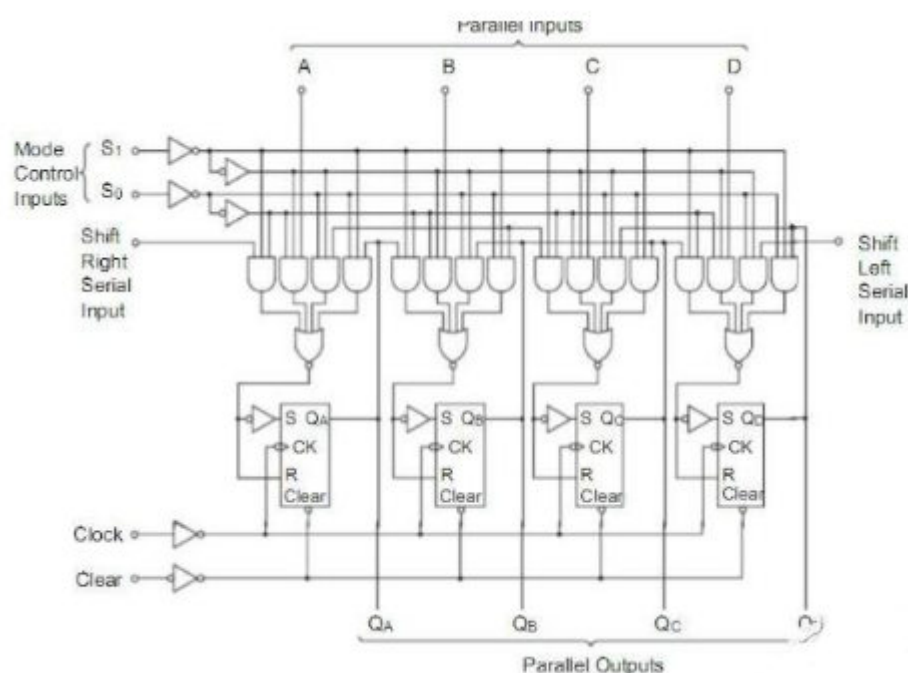 Parallel Inputs
A B C D
Mode
Control
Inputs
S1
S0
Shift
Right
Serial
Input
Shift
Left
Serial
Input
S QA S QB S QC S QD
CK CK CK CK
R R R R
Clear Clear Clear Clear
Clock
Clear
QA QB QC
Parallel Outputs